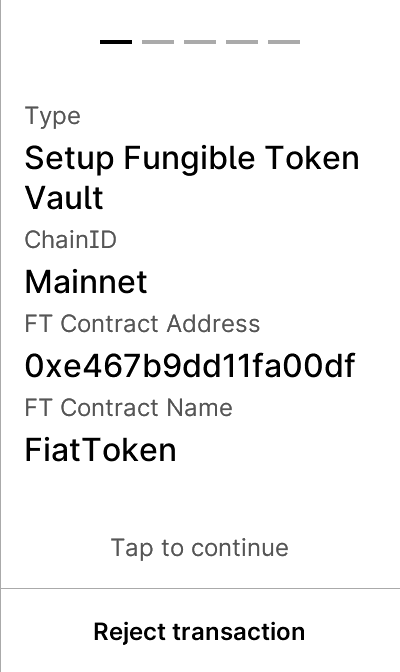 Type
Setup Fungible Token
Vault
ChainID
Mainnet
FT Contract Address
0xe467b9dd11fa00df
FT Contract Name
FiatToken
Tap to continue
Reject transaction